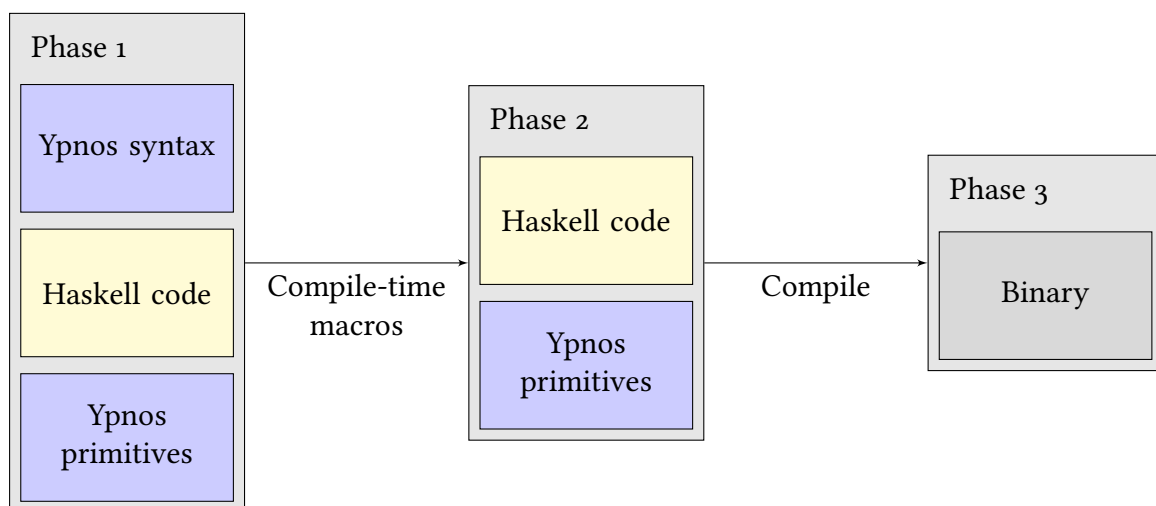 Phase 1
Ypnos syntax
Haskell code
Ypnos
primitives
Compile-time
macros
Phase 2
Haskell code
Ypnos
primitives
Compile
Phase 3
Binary